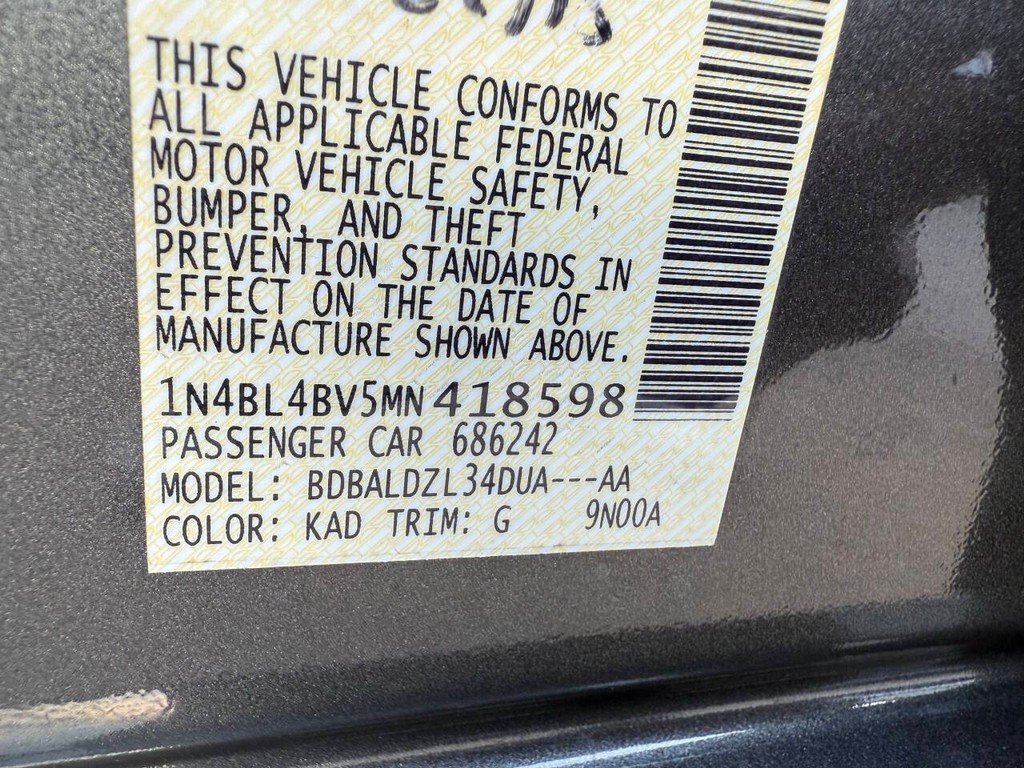 THIS VEHICLE CONFORMS TO
ALL APPLICABLE FEDERAL
MOTOR VEHICLE SAFETY,
BUMPER, AND THEFT
PREVENTION STANDARDS IN
EFFECT ON THE DATE OF
MANUFACTURE SHOWN ABOVE.
1N4BL4BV5MN418598
PASSENGER CAR 686242
MODEL: BDBALDZL34DUA---AA
COLOR: KAD TRIM: G 9N00A